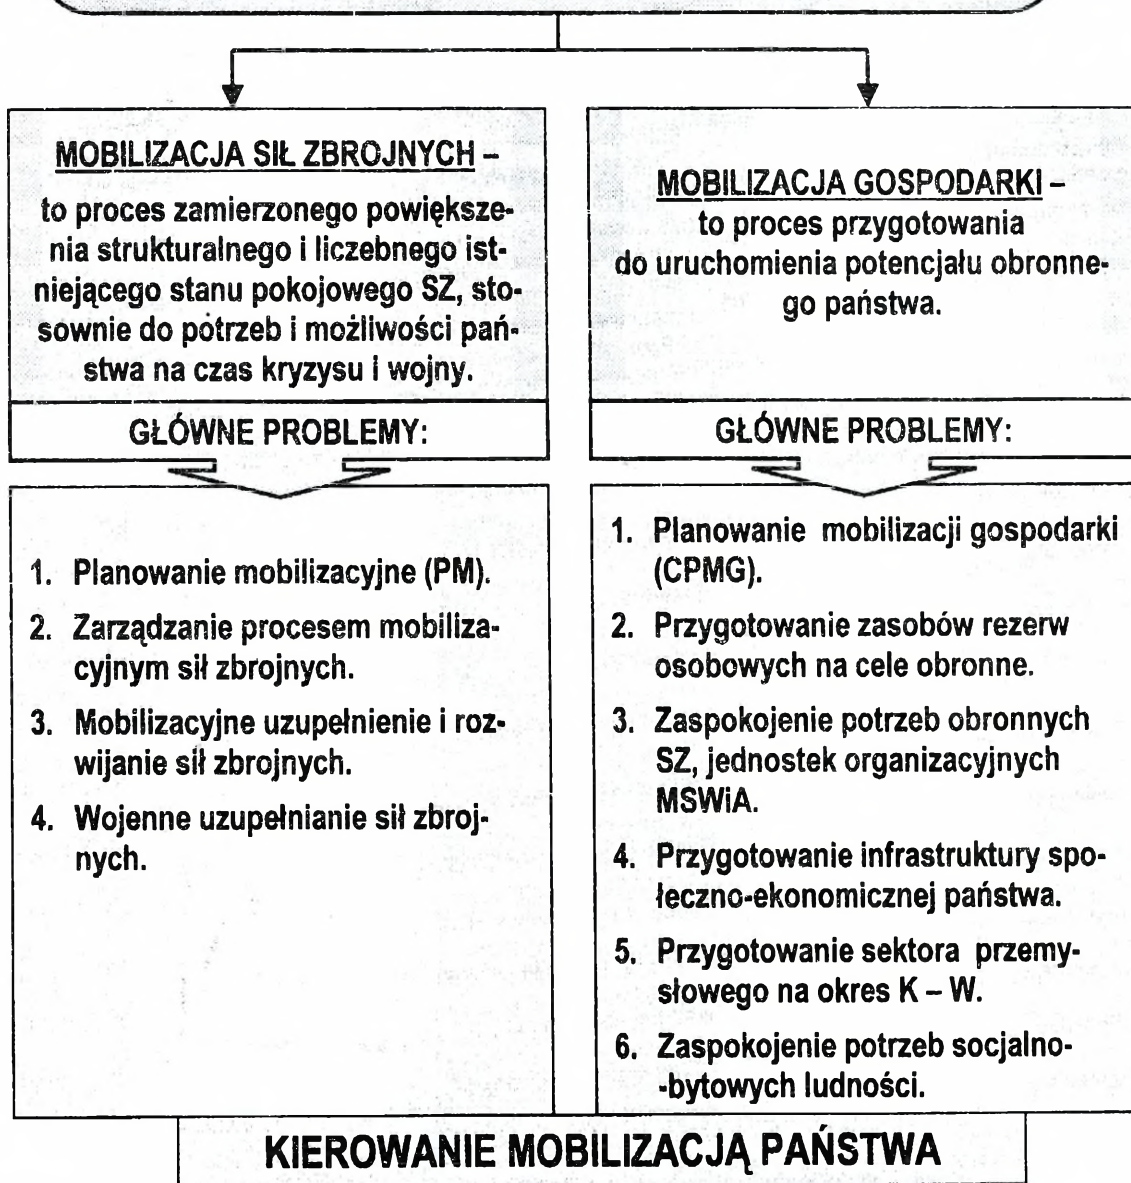 MOBILIZACJA SIŁ ZBROJNYCH –
to proces zamierzonego powiększe-
nia strukturalnego i liczebnego ist-
niejącego stanu pokojowego SZ, sto-
sownie do potrzeb i możliwości pań-
stwa na czas kryzysu i wojny.
GŁÓWNE PROBLEMY:
1. Planowanie mobilizacyjne (PM).
2. Zarządzanie procesem mobiliza-
cyjnym sił zbrojnych.
3. Mobilizacyjne uzupełnienie i roz-
wijanie sił zbrojnych.
4. Wojenne uzupełnianie sił zbroj-
nych.
MOBILIZACJA GOSPODARKI –
to proces przygotowania
do uruchomienia potencjału obronne-
go państwa.
GŁÓWNE PROBLEMY:
1. Planowanie mobilizacji gospodarki
(CPMG).
2. Przygotowanie zasobów rezerw
osobowych na cele obronne.
3. Zaspokojenie potrzeb obronnych
SZ, jednostek organizacyjnych
MSWiA.
4. Przygotowanie infrastruktury spo-
łeczno-ekonomicznej państwa.
5. Przygotowanie sektora przemy-
słowego na okres K – W.
6. Zaspokojenie potrzeb socjalno-
-bytowych ludności.
KIEROWANIE MOBILIZACJĄ PAŃSTWA